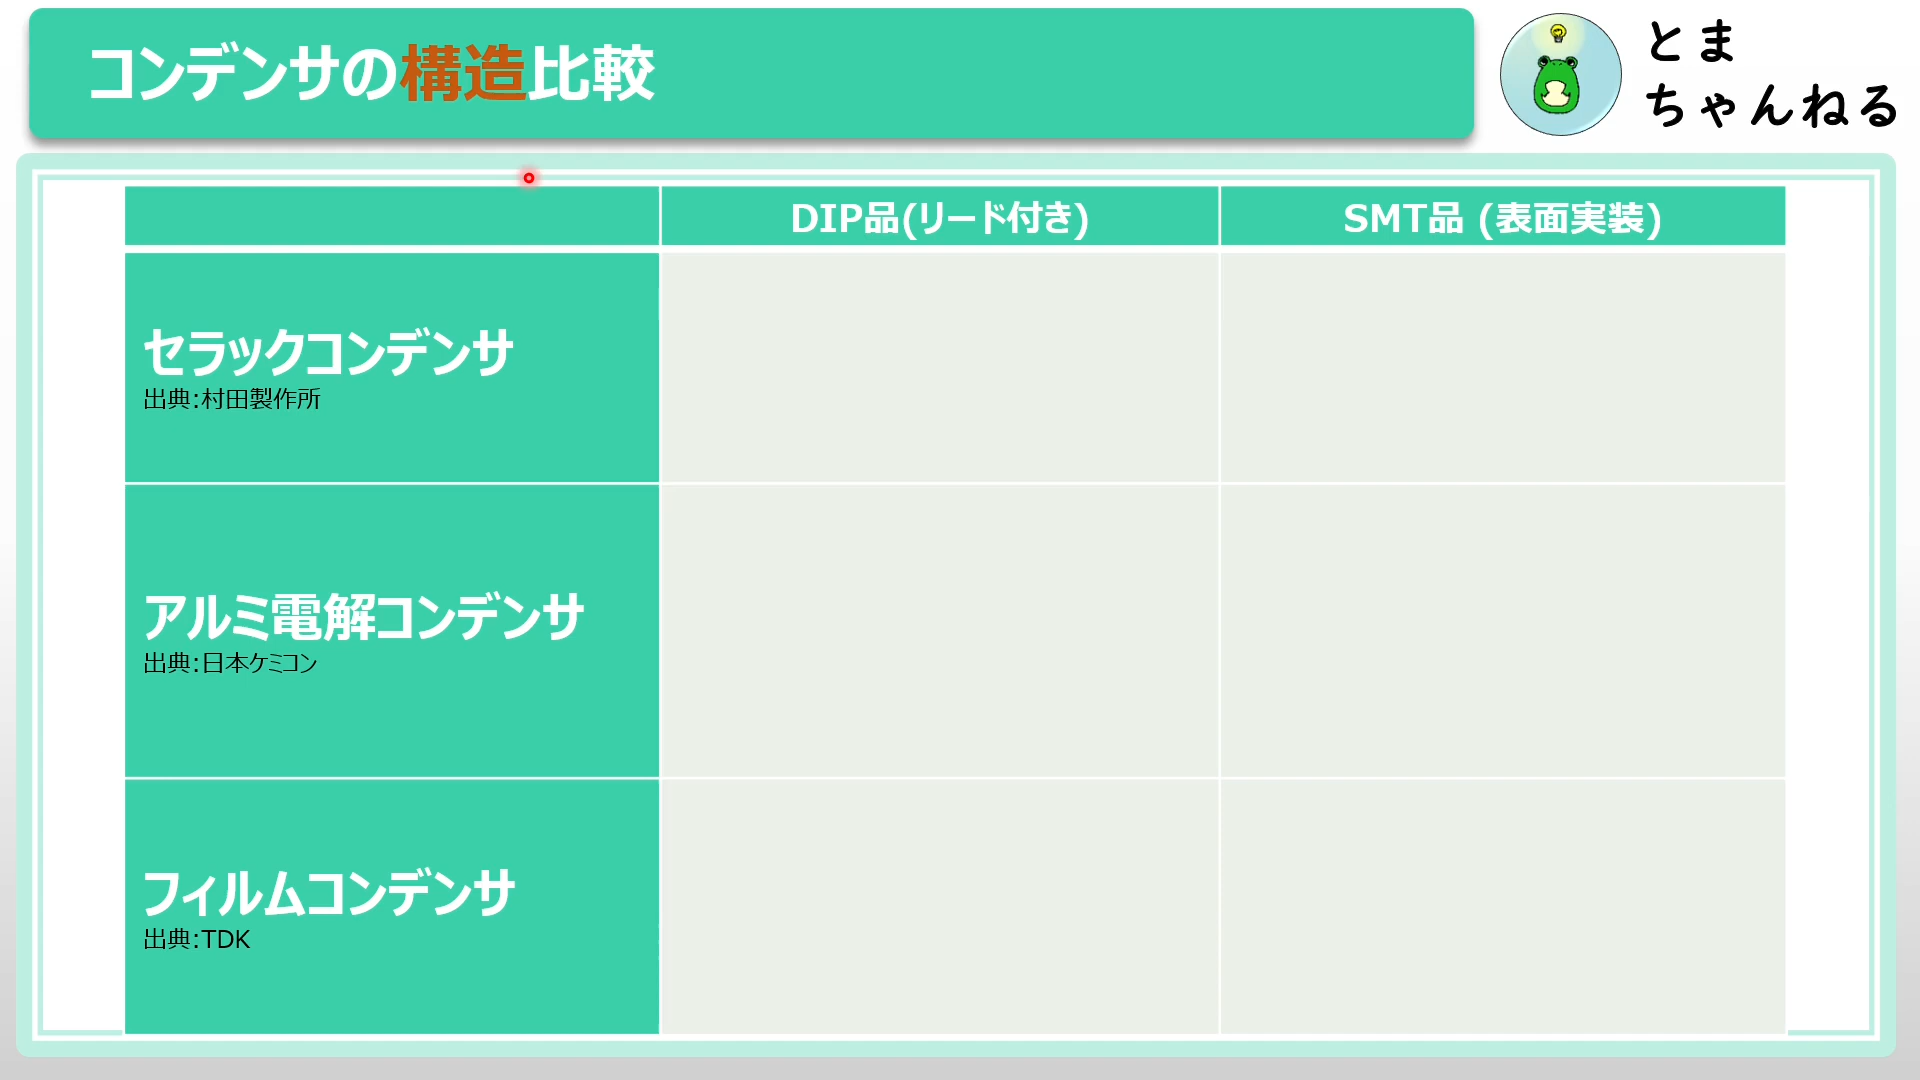 コンデンサの構造比較
とま
ちゃんねる
DIP品(リード付き)
SMT品 (表面実装)
セラックコンデンサ
出典:村田製作所
アルミ電解コンデンサ
出典:日本ケミコン
フィルムコンデンサ
出典:TDK